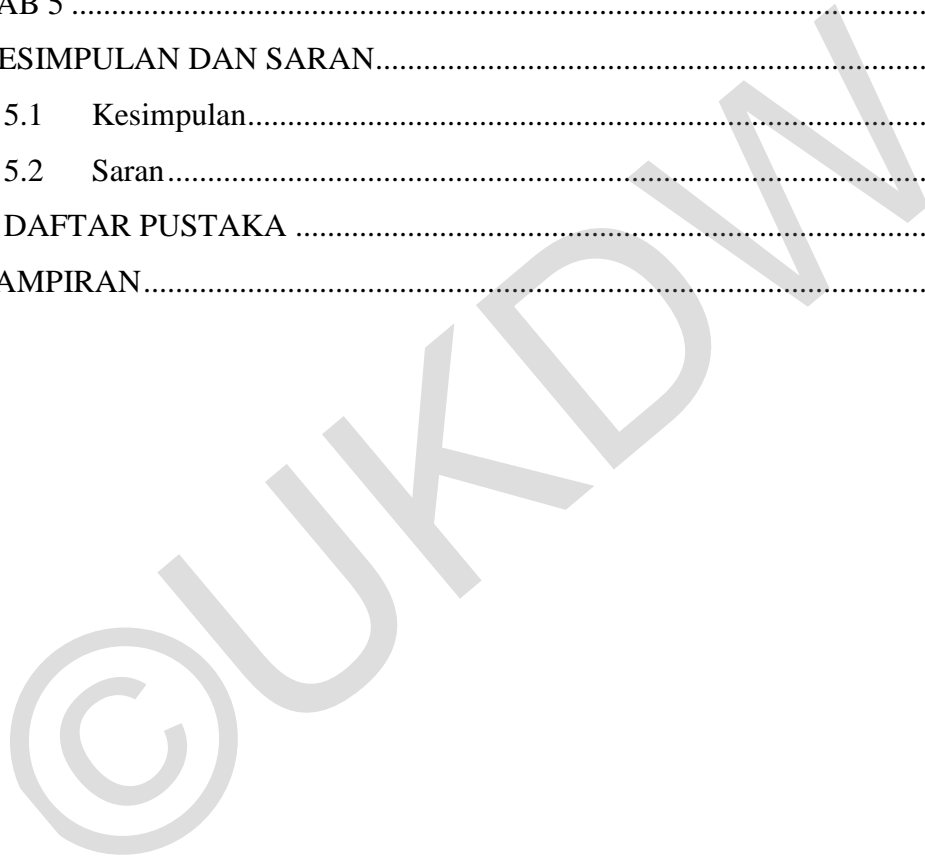 AB 5 ....................................................................................................
ESIMPULAN DAN SARAN....................................................................
5.1 Kesimpulan....................................................................................
5.2 Saran..............................................................................................
DAFTAR PUSTAKA ..............................................................................
AMPIRAN................................................................................................
©UKDW